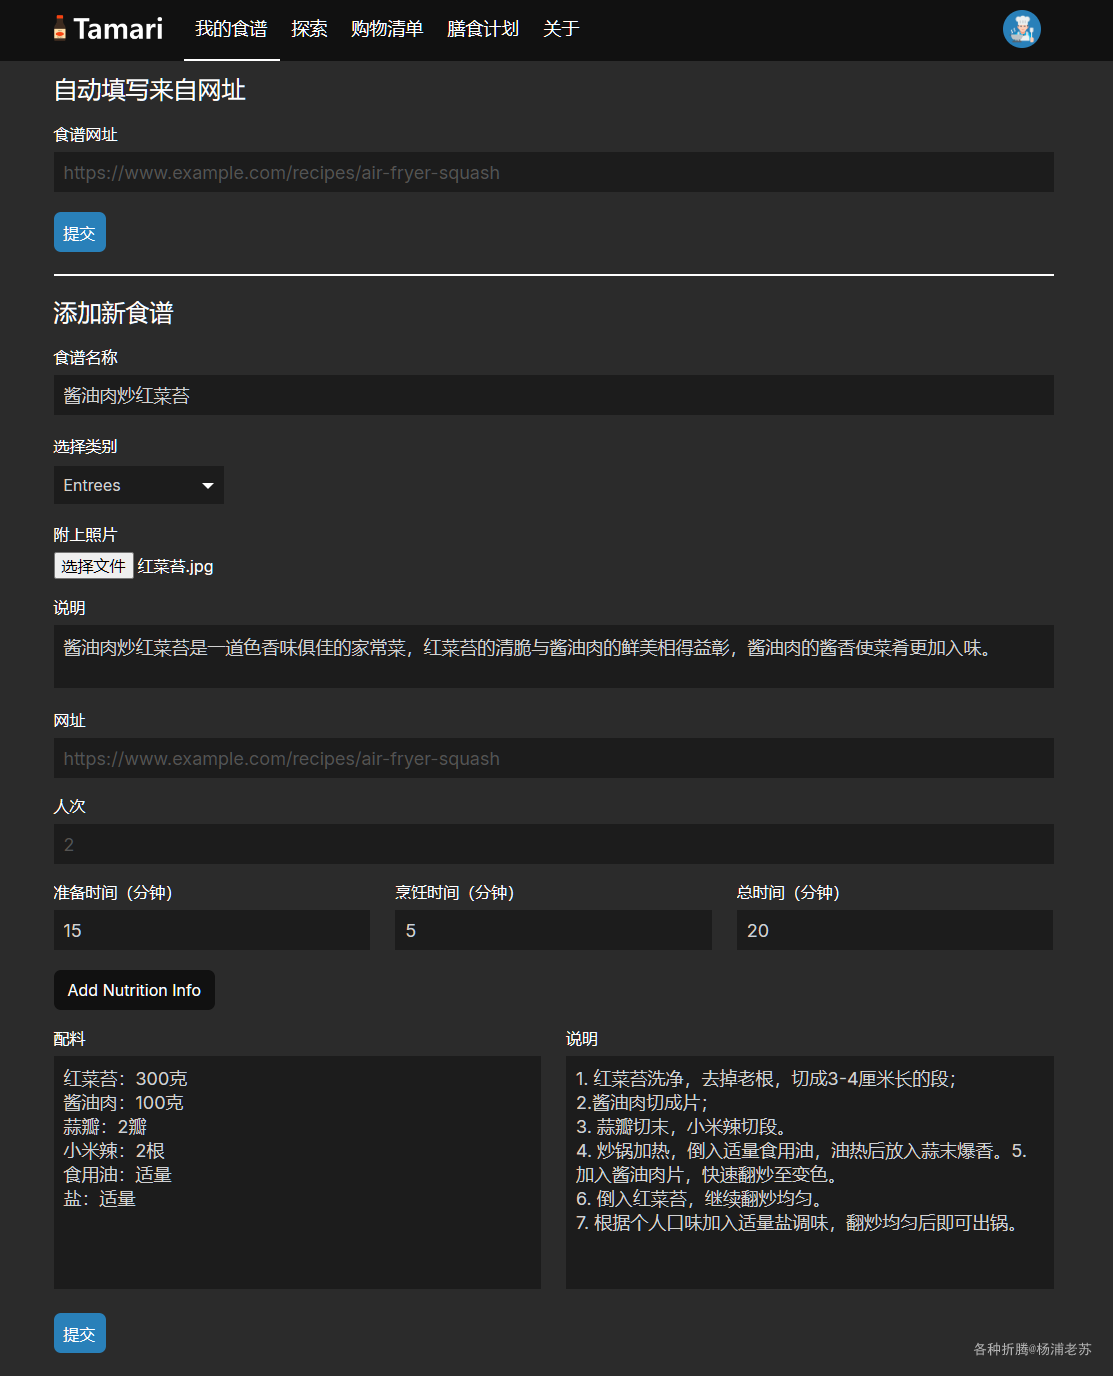 Tamari 我的食谱 探索 购物清单 膳食计划 关于
自动填写来自网址
食谱网址
https://www.example.com/recipes/air-fryer-squash
提交
添加新食谱
食谱名称
酱油肉炒红菜苔
选择类别
Entrees
附上照片
选择文件 红菜苔.jpg
说明
酱油肉炒红菜苔是一道色香味俱佳的家常菜，红菜苔的清脆与酱油肉的鲜美相得益彰，酱油肉的酱香使菜肴更加入味。
网址
https://www.example.com/recipes/air-fryer-squash
人次
2
准备时间（分钟） 烹饪时间（分钟） 总时间（分钟）
15 5 20
Add Nutrition Info
配料
红菜苔：300克
酱油肉：100克
蒜瓣：2瓣
小米辣：2根
食用油：适量
盐：适量
说明
1. 红菜苔洗净，去掉老根，切成3-4厘米长的段；
2.酱油肉切成片；
3. 蒜瓣切末，小米辣切段。
4. 炒锅加热，倒入适量食用油，油热后放入蒜末爆香。5.
加入酱油肉片，快速翻炒至变色。
6. 倒入红菜苔，继续翻炒均匀。
7. 根据个人口味加入适量盐调味，翻炒均匀后即可出锅。
提交
各种折腾@杨浦老苏